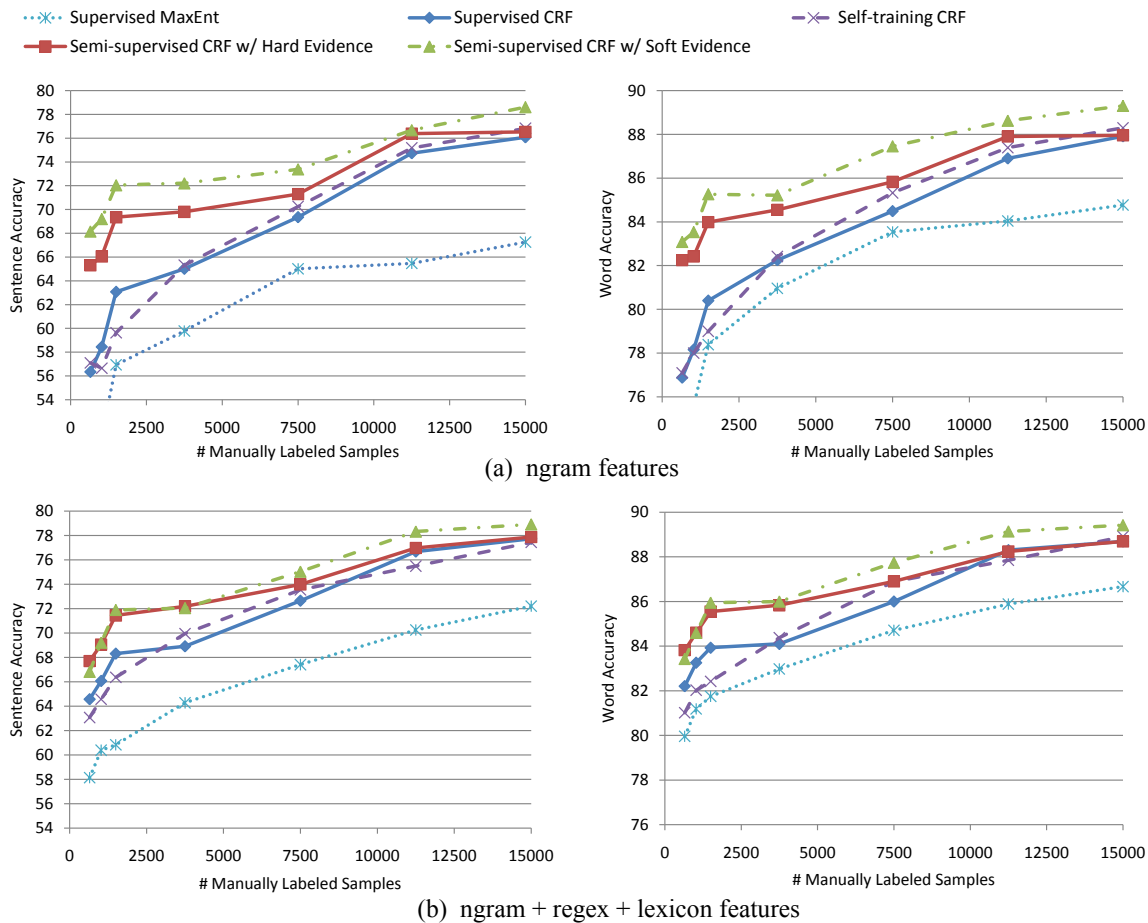 Supervised MaxEnt Supervised CRF Self-training CRF
Semi-supervised CRF w/ Hard Evidence Semi-supervised CRF w/ Soft Evidence
80
78
76
74
72
70
68
66
64
62
60
58
56
54
Sentence Accuracy
0 2500 5000 7500 10000 12500 15000
# Manually Labeled Samples
90
88
86
84
82
80
78
76
Word Accuracy
0 2500 5000 7500 10000 12500 15000
# Manually Labeled Samples
(a) ngram features
80
78
76
74
72
70
68
66
64
62
60
58
56
54
Sentence Accuracy
0 2500 5000 7500 10000 12500 15000
# Manually Labeled Samples
90
88
86
84
82
80
78
76
Word Accuracy
0 2500 5000 7500 10000 12500 15000
# Manually Labeled Samples
(b) ngram + regex + lexicon features